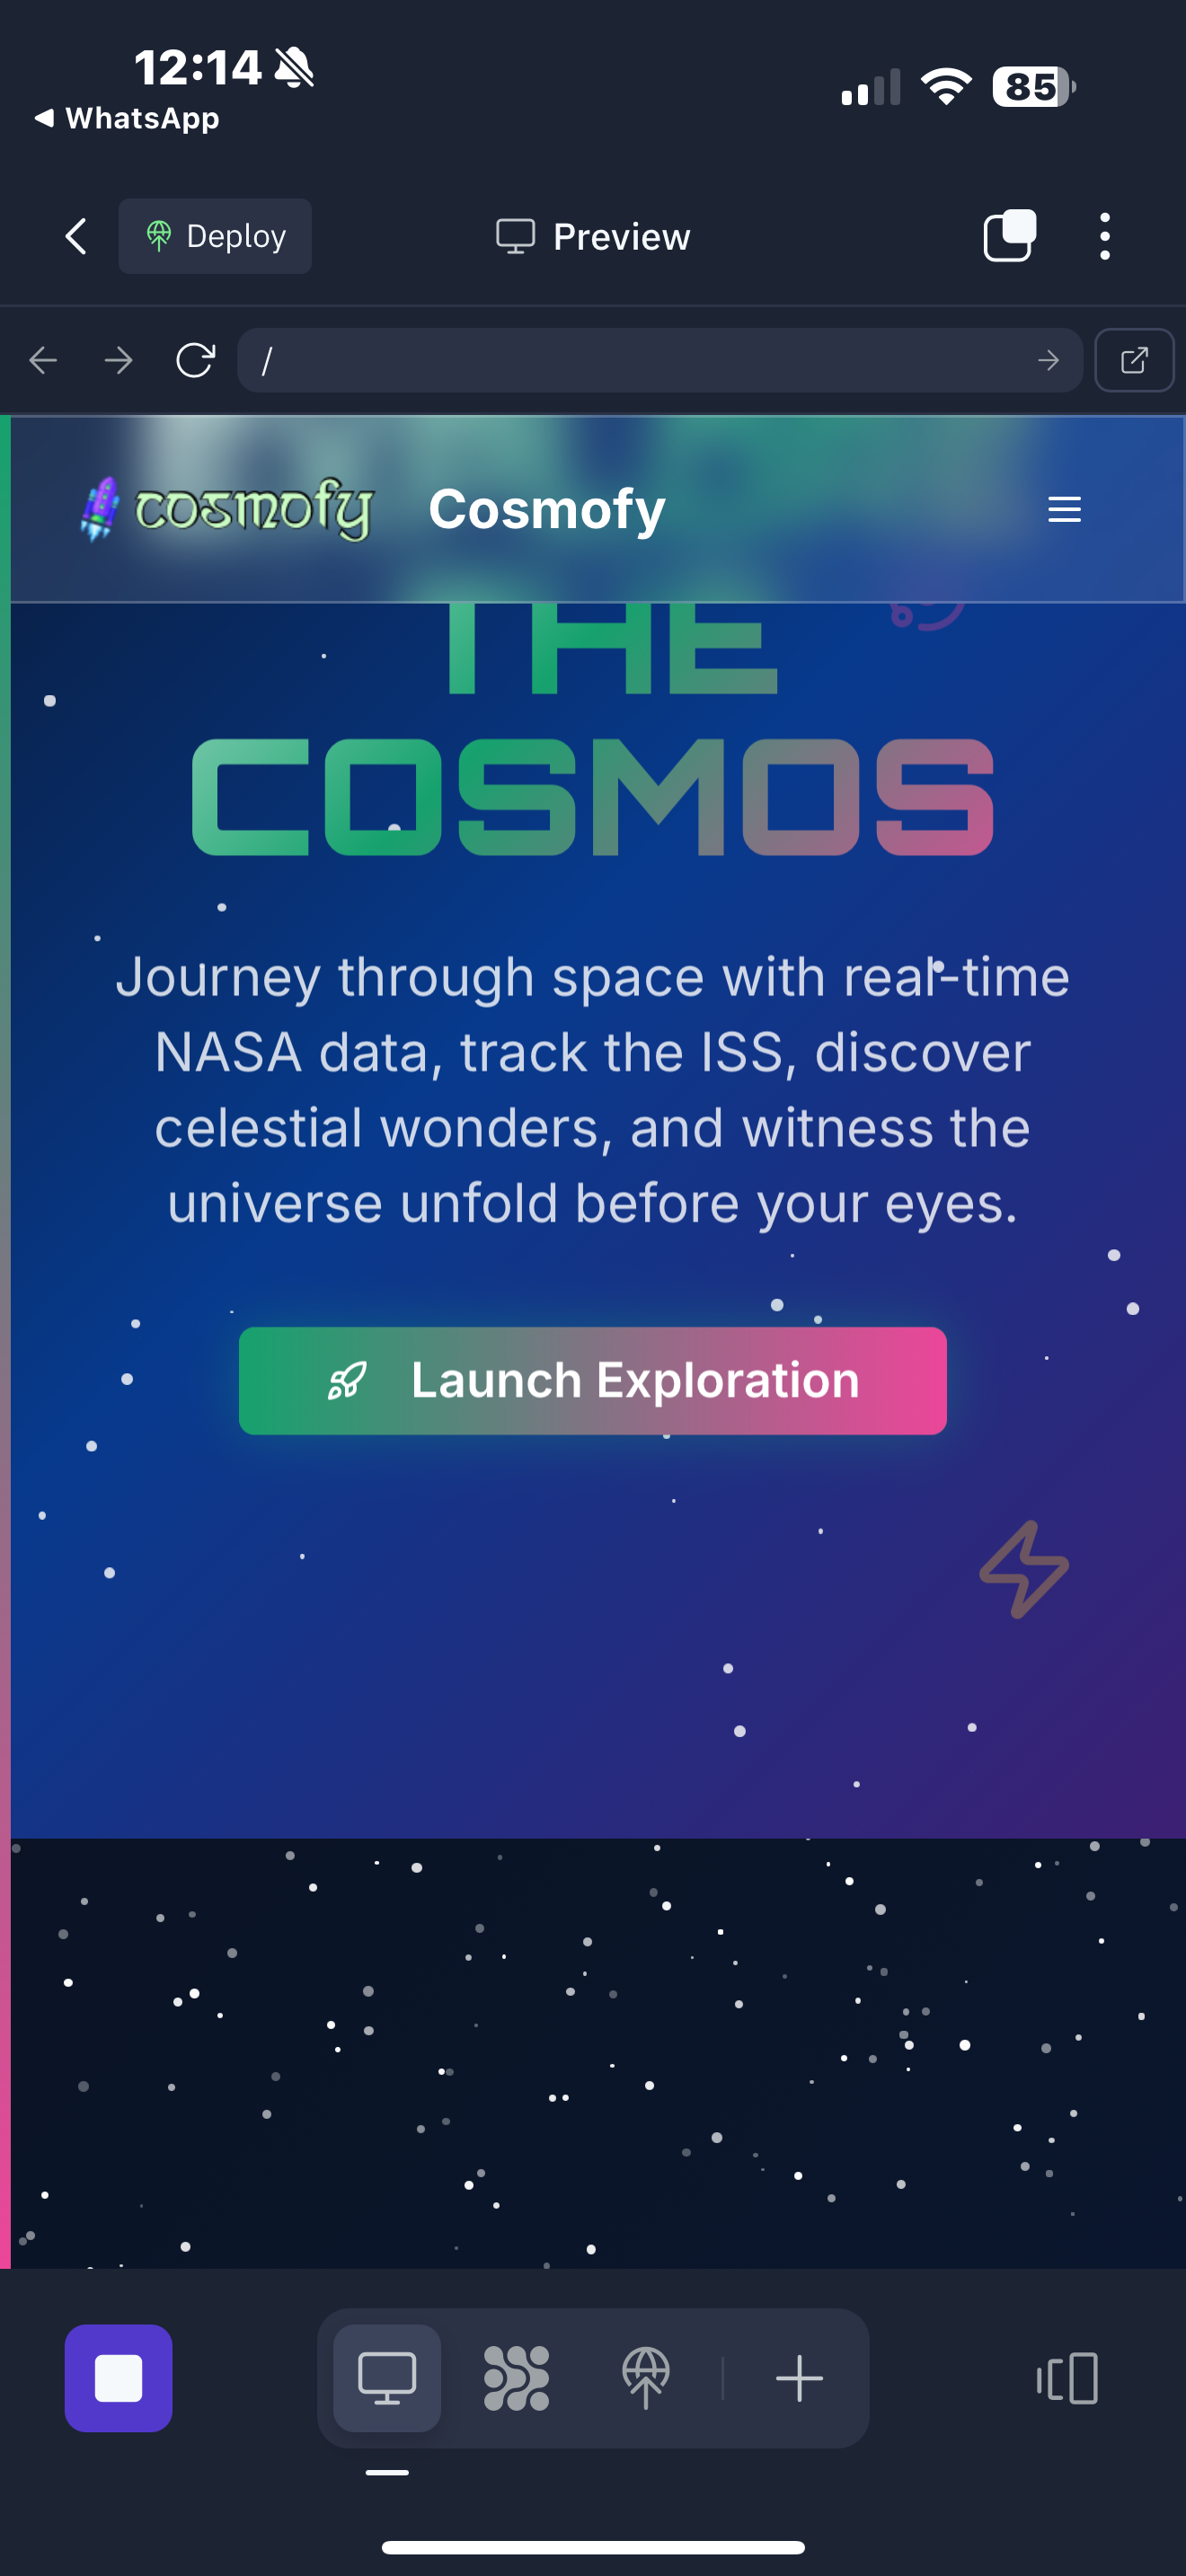 12:14
85
WhatsApp
Deploy
Preview
/
cosmofy
Cosmofy
THE
COSMOS
Journey through space with real-time
NASA data, track the ISS, discover
celestial wonders, and witness the
universe unfold before your eyes.
Launch Exploration